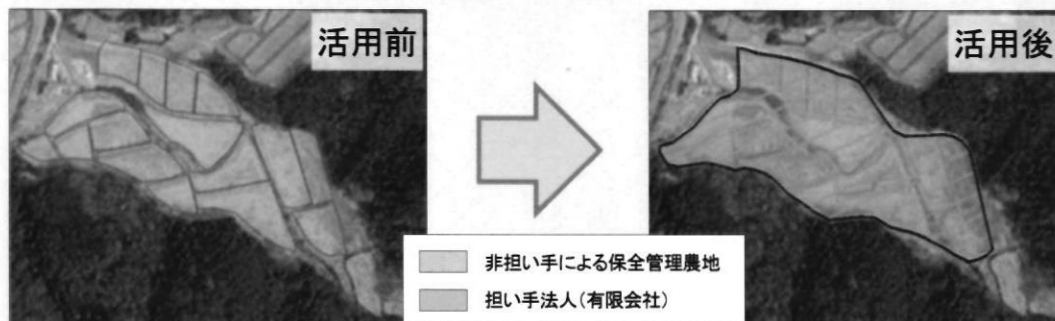 活用前
活用後
非担い手による保全管理農地
担い手法人(有限会社)